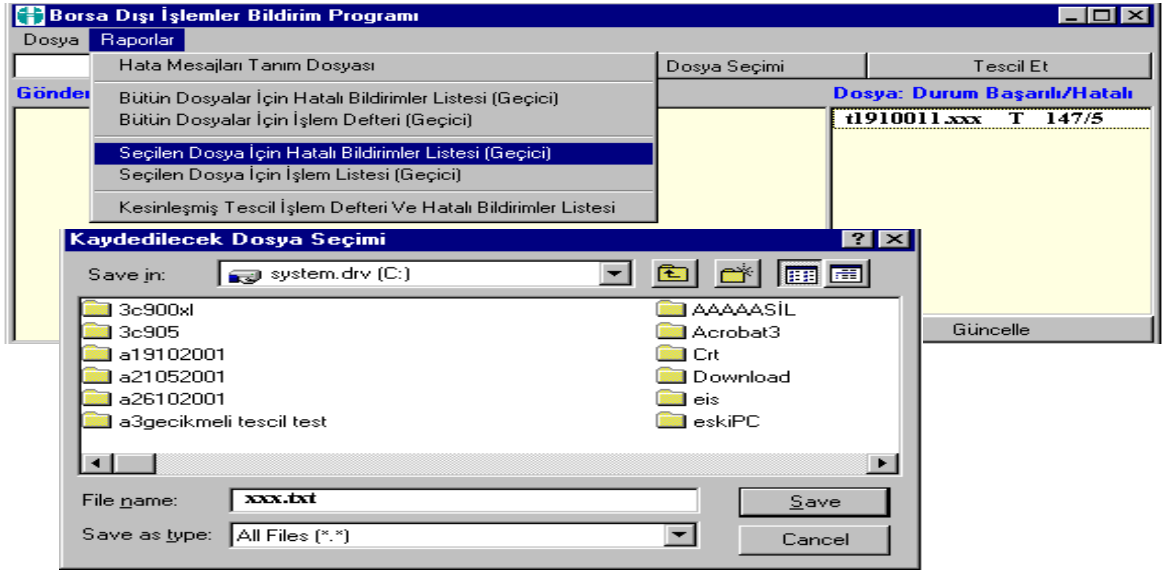 Borsa Dışı İşlemler Bildirim Programı
Dosya Raporlar
Hata Mesajları Tanım Dosyası
Dosya Seçimi
Tescil Et
Gönder
Dosya: Durum Başarılı/Hatalı
Bütün Dosyalar İçin Hatalı Bildirimler Listesi (Geçici)
Bütün Dosyalar İçin İşlem Defteri (Geçici)
t1910011.xxx T 147/5
Seçilen Dosya İçin Hatalı Bildirimler Listesi (Geçici)
Seçilen Dosya İçin İşlem Listesi (Geçici)
Kesinleşmiş Tescil İşlem Defteri Ve Hatalı Bildirimler Listesi
Kaydedilecek Dosya Seçimi
Save in: system.drv (C:)
3c900xl
3c905
a19102001
a21052001
a26102001
a3gecikmeli tescil test
AAAAASİL
Acrobat3
Crt
Download
eis
eskiPC
Güncelle
File name: xxx.txt
Save
Save as type: All Files (*.*)
Cancel